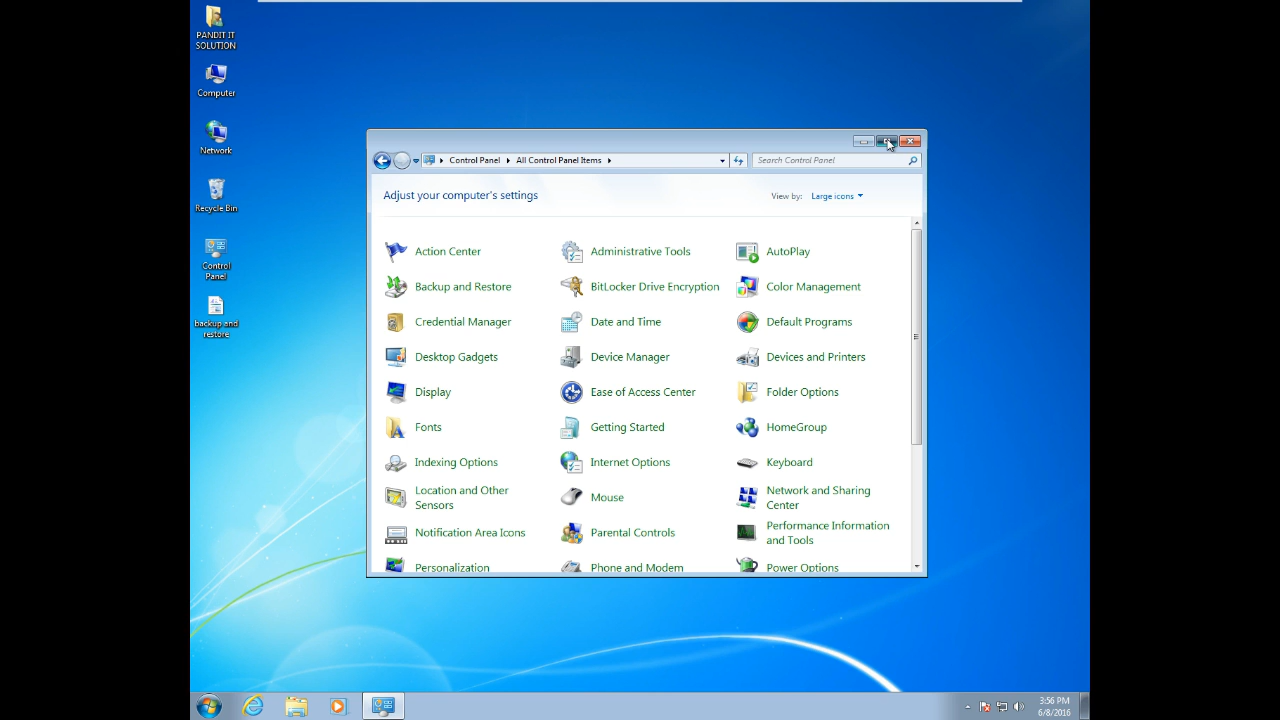 PANDIT IT
SOLUTION
Computer
Network
Recycle Bin
Control
Panel
backup and
restore
Control Panel
All Control Panel Items
Search Control Panel
Adjust your computer's settings
View by:
Large icons
Action Center
Administrative Tools
AutoPlay
Backup and Restore
BitLocker Drive Encryption
Color Management
Credential Manager
Date and Time
Default Programs
Desktop Gadgets
Device Manager
Devices and Printers
Display
Ease of Access Center
Folder Options
Fonts
Getting Started
HomeGroup
Indexing Options
Internet Options
Keyboard
Location and Other
Sensors
Mouse
Network and Sharing
Center
Notification Area Icons
Parental Controls
Performance Information
and Tools
Personalization
Phone and Modem
Power Options
3:56 PM
6/8/2016